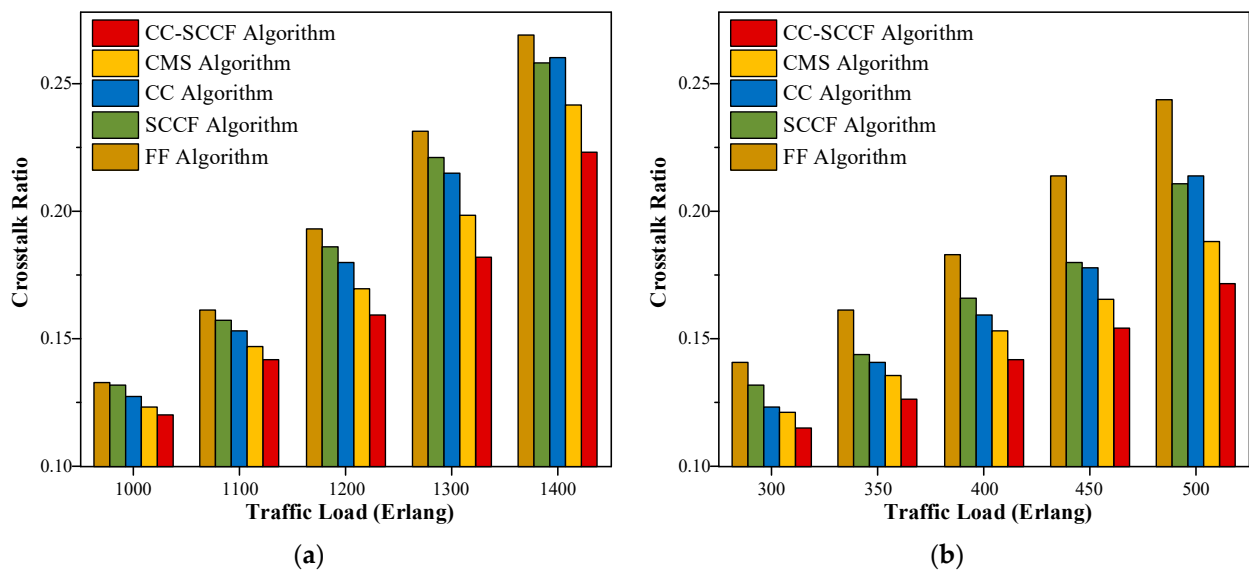 CC-SCCF Algorithm
CMS Algorithm
CC Algorithm
SCCF Algorithm
FF Algorithm
0.25
0.20
0.15
0.10
Crosstalk Ratio
1000 1100 1200 1300 1400
Traffic Load (Erlang)
(a)
CC-SCCF Algorithm
CMS Algorithm
CC Algorithm
SCCF Algorithm
FF Algorithm
0.25
0.20
0.15
0.10
Crosstalk Ratio
300 350 400 450 500
Traffic Load (Erlang)
(b)